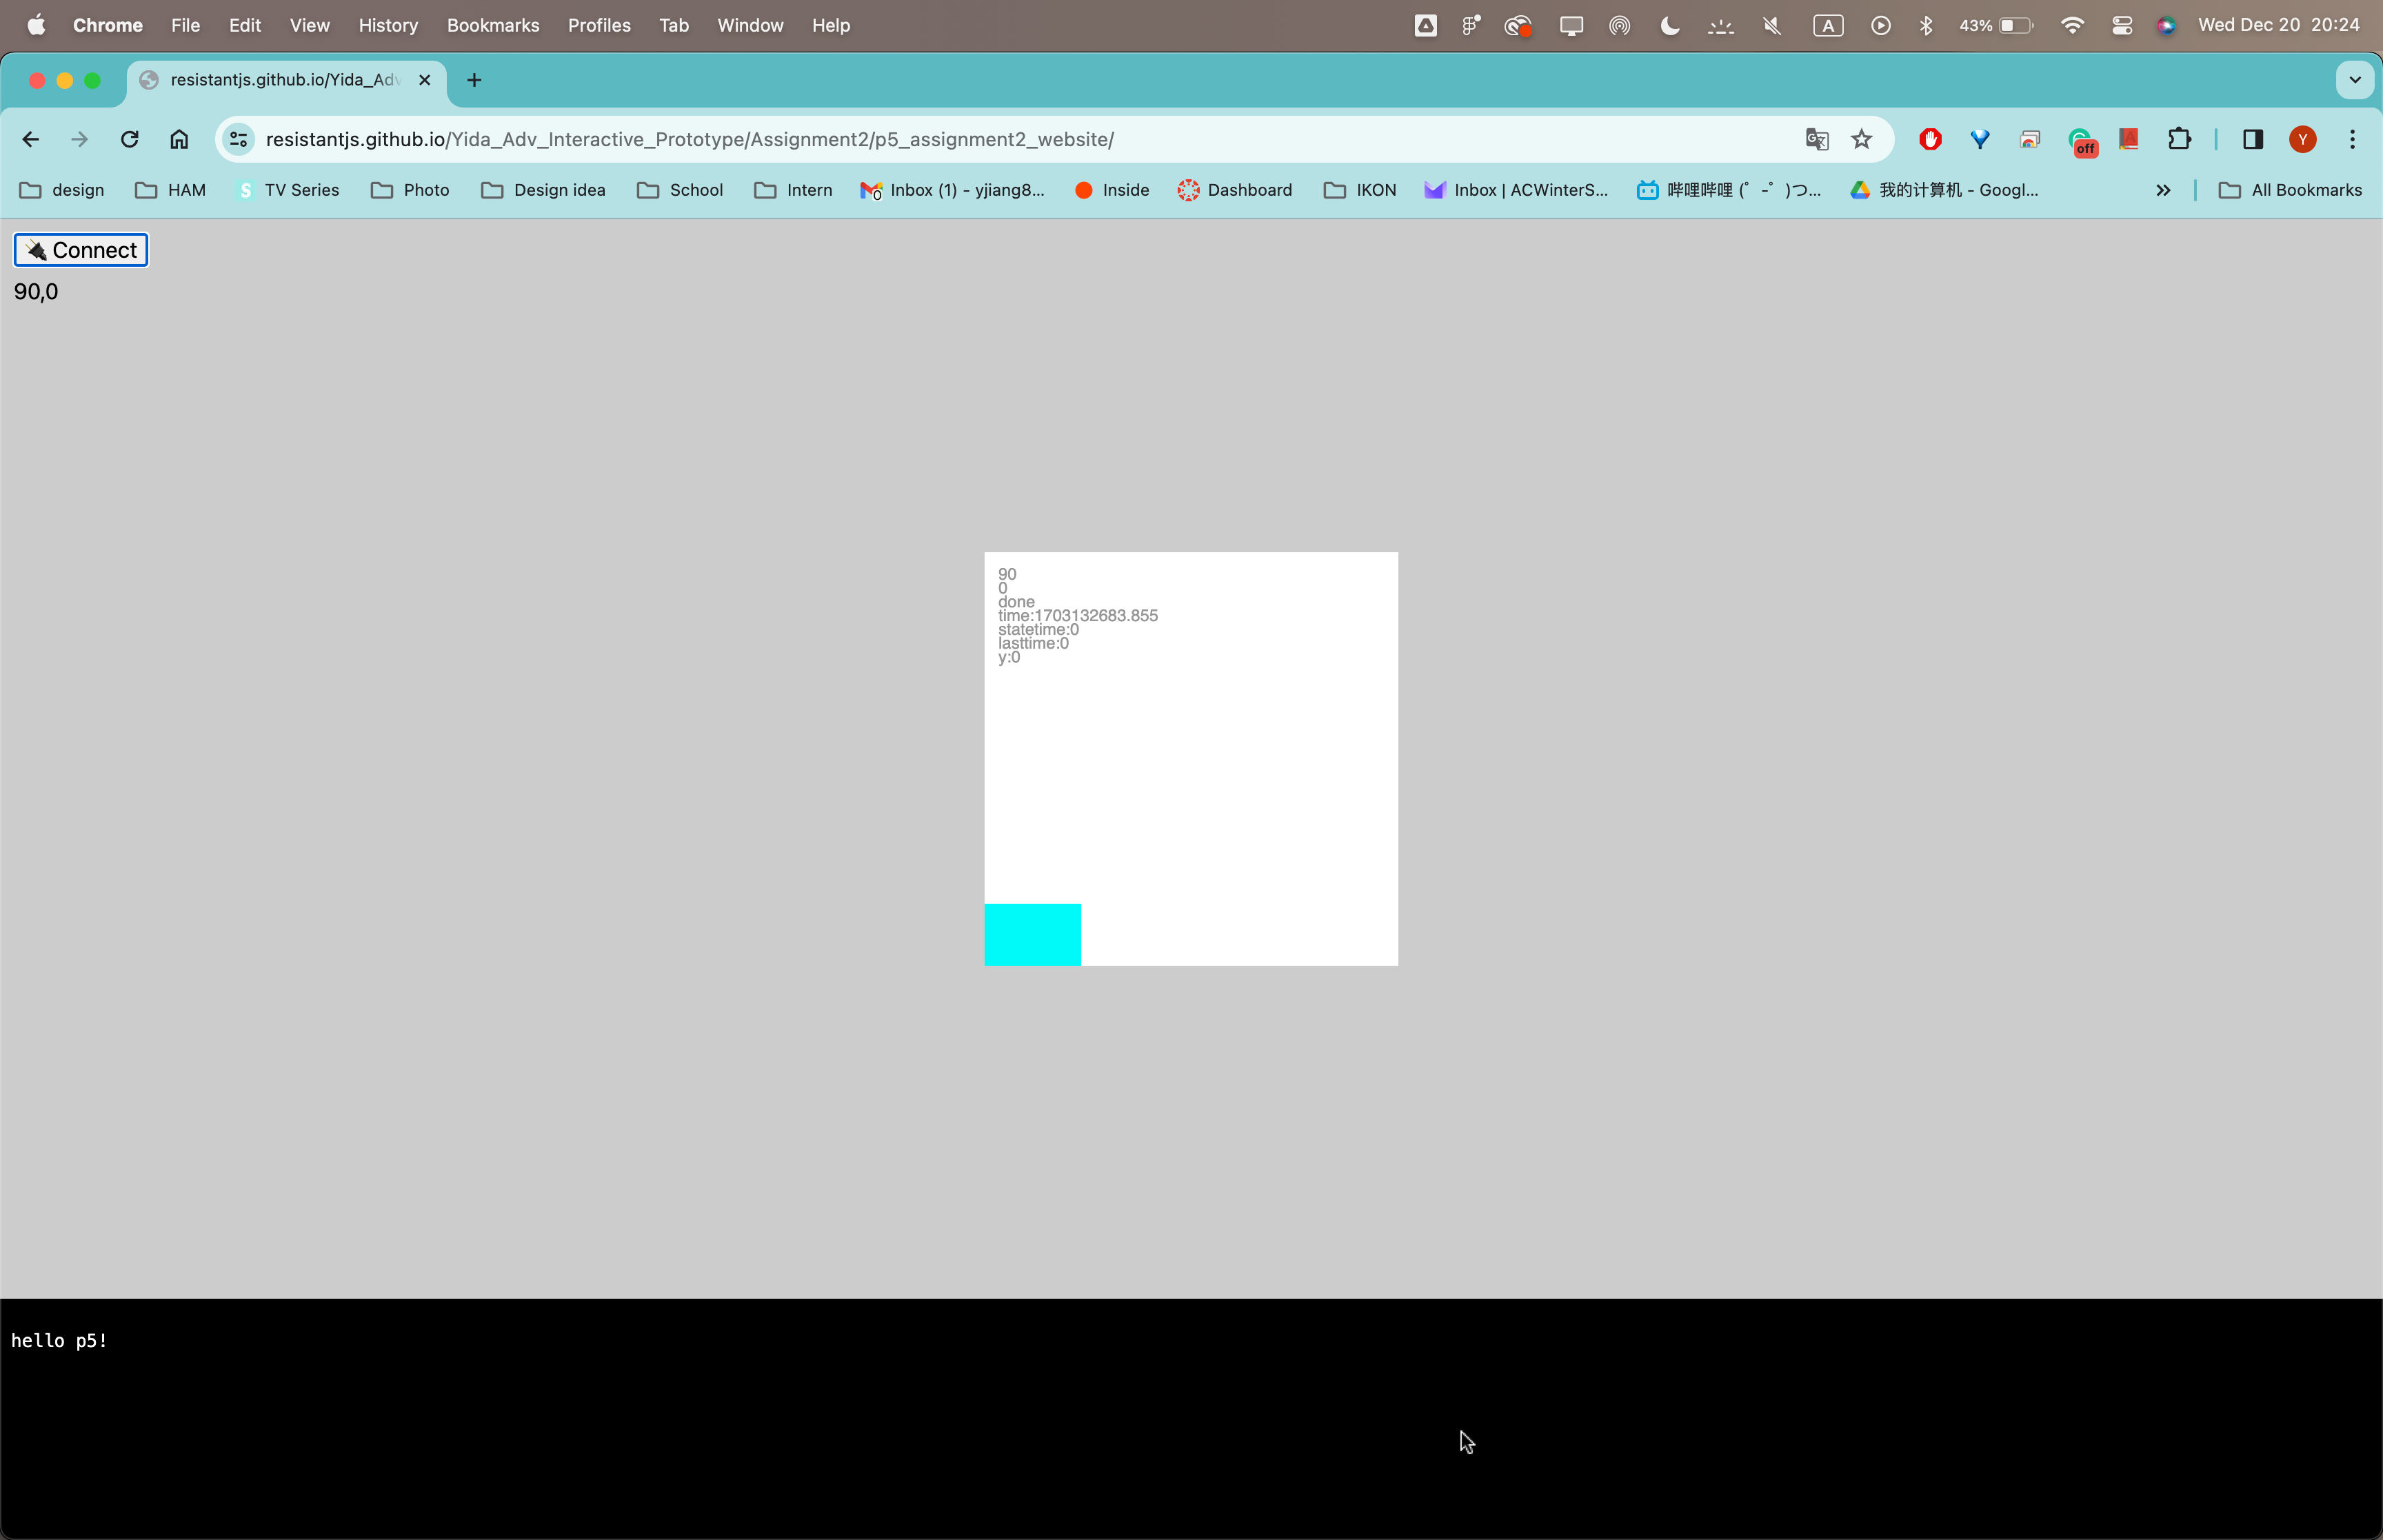 Chrome File Edit View History Bookmarks Profiles Tab Window Help A 43% Wed Dec 20 20:24
resistantjs.github.io/Yida_Adv
resistantjs.github.io/Yida_Adv_Interactive_Prototype/Assignment2/p5_assignment2_website/ off Y
design HAM S TV Series Photo Design idea School Intern 0 Inbox (1) - yjiang8... Inside Dashboard IKON Inbox | ACWinterS... 哔哩哔哩 (゜-゜)つ... 我的计算机 - Googl... » All Bookmarks
Connect
90,0
90
0
done
time:1703132683.855
statetime:0
lasttime:0
y:0
hello p5!